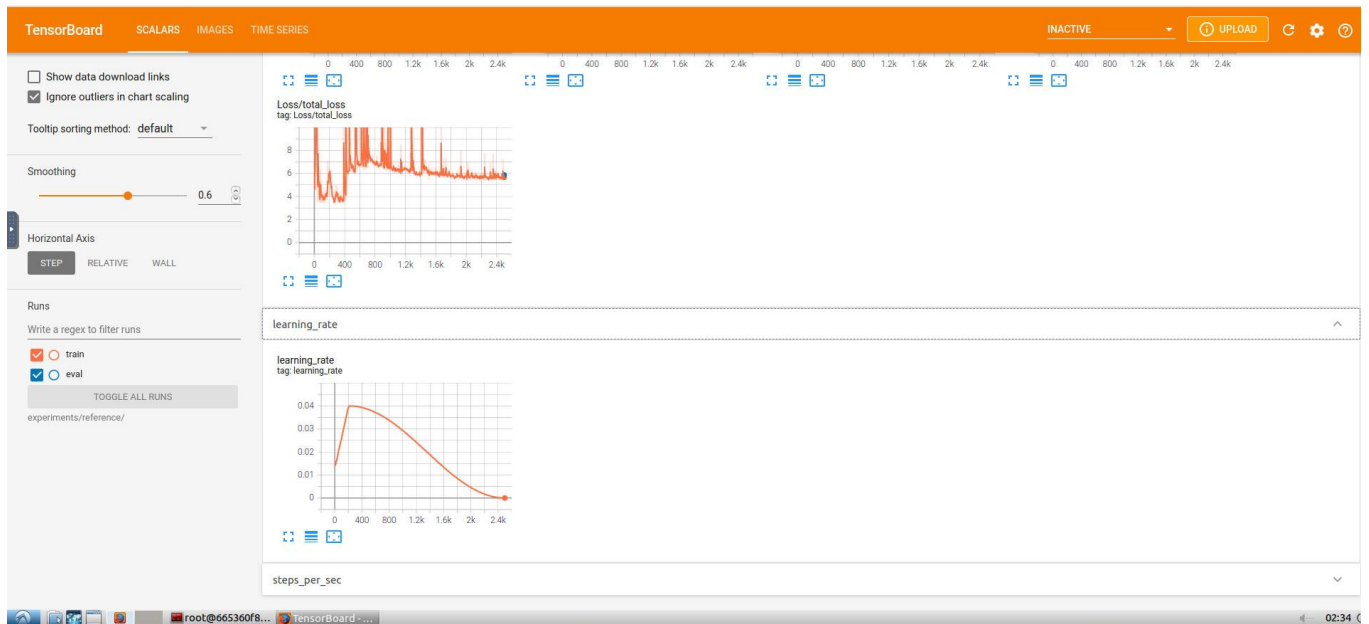 TensorBoard SCALARS IMAGES TIME SERIES INACTIVE UPLOAD
Show data download links
Ignore outliers in chart scaling
Tooltip sorting method: default
Smoothing
0.6
Horizontal Axis
STEP RELATIVE WALL
Runs
Write a regex to filter runs
train
eval
TOGGLE ALL RUNS
experiments/reference/
0 400 800 1.2k 1.6k 2k 2.4k 0 400 800 1.2k 1.6k 2k 2.4k 0 400 800 1.2k 1.6k 2k 2.4k 0 400 800 1.2k 1.6k 2k 2.4k
Loss/total_loss
tag: Loss/total_loss
8
6
4
2
0
0 400 800 1.2k 1.6k 2k 2.4k
learning_rate
learning_rate
tag: learning_rate
0.04
0.03
0.02
0.01
0
0 400 800 1.2k 1.6k 2k 2.4k
steps_per_sec
root@665360f8... TensorBoard - ... 02:34